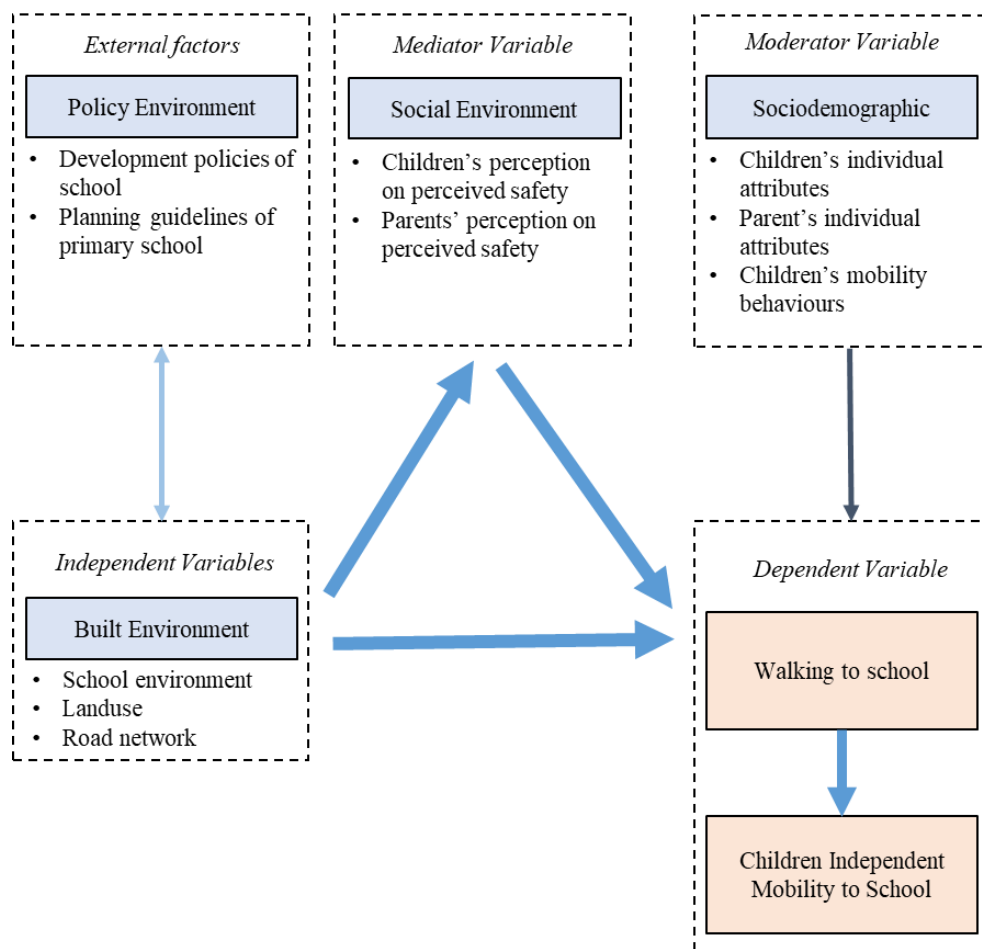 External factors
Policy Environment
• Development policies of
school
• Planning guidelines of
primary school
Mediator Variable
Social Environment
• Children's perception on
perceived safety
• Parents' perception on
perceived safety
Moderator Variable
Sociodemographic
• Children's individual
attributes
• Parent's individual
attributes
• Children's mobility
behaviours
Independent Variables
Built Environment
• School environment
• Landuse
• Road network
Dependent Variable
Walking to school
Children Independent
Mobility to School